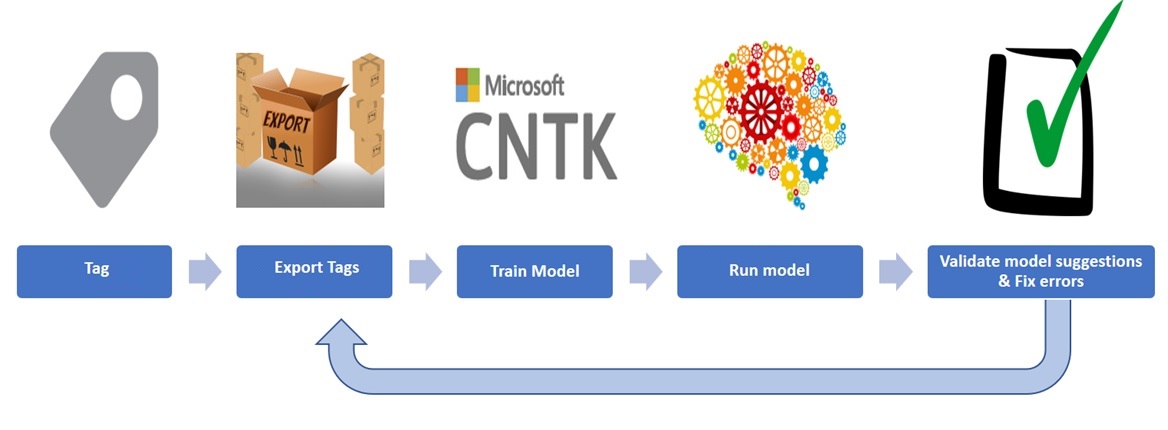 EXPORT
Microsoft
CNTK
Tag
Export Tags
Train Model
Run model
Validate model suggestions
& Fix errors